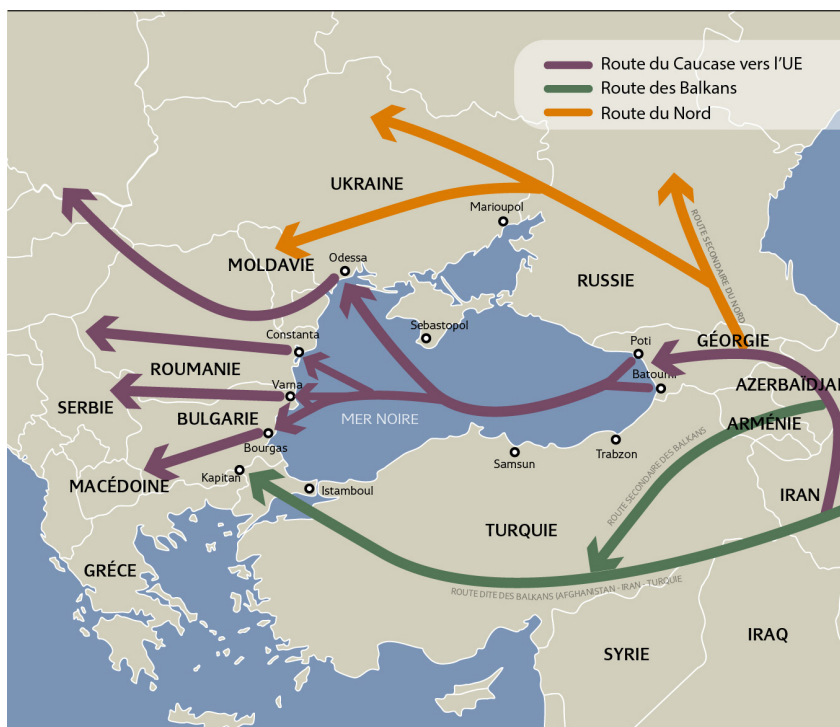 Route du Caucase vers l'UE
Route des Balkans
Route du Nord
UKRAINE
Marioupol
MOLDAVIE
Odessa
RUSSIE
ROUTE SECONDAIRE DU NORD
Sebastopol
Constanta
Poti
GÉORGIE
ROUMANIE
Batoumi
AZERBAÏDJAN
Varna
SERBIE
BULGARIE
MER NOIRE
ARMÉNIE
Bourgas
Trabzon
Samsun
ROUTE SECONDAIRE DES BALKANS
Kapitan
MACÉDOINE
Istamboul
IRAN
TURQUIE
GRÉCE
ROUTE DITE DES BALKANS (AFGHANISTAN - IRAN - TURQUIE
IRAQ
SYRIE